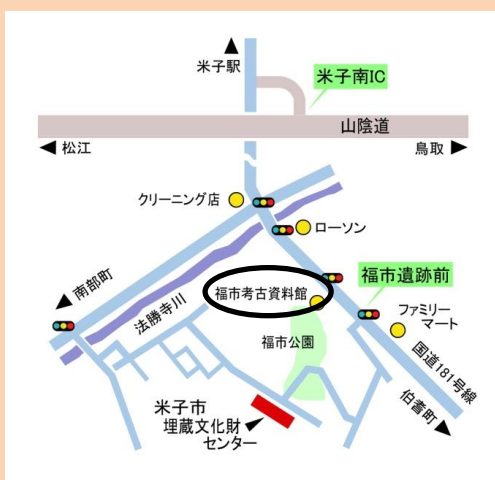 米子駅
米子南IC
山陰道
松江
鳥取
クリーニング店
ローソン
南部町
法勝寺川
福市考古資料館
福市遺跡前
ファミリー
マート
福市公園
国道181号線
伯耆町
米子市
埋蔵文化財
センター